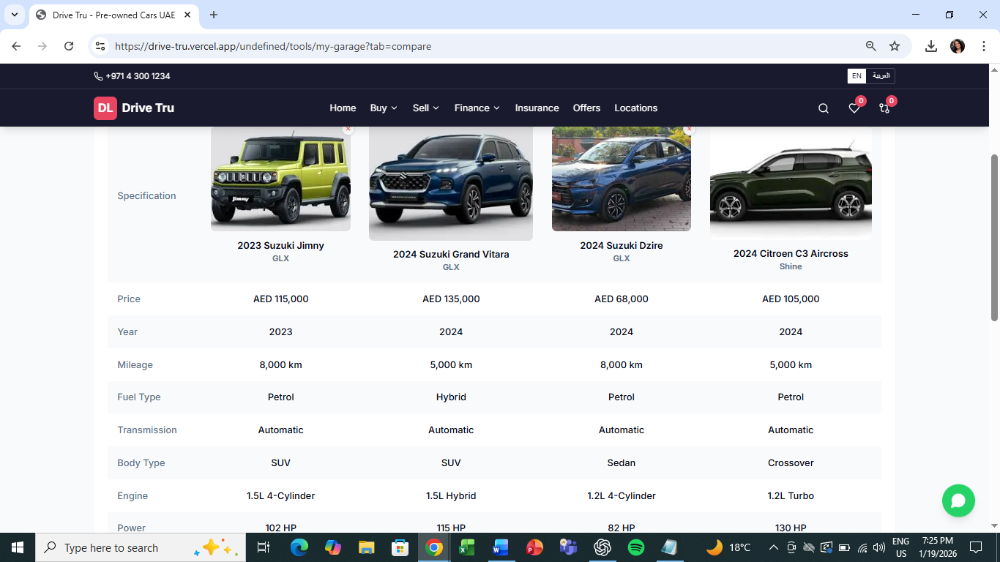 Drive Tru - Pre-owned Cars UAE
https://drive-tru.vercel.app/undefined/tools/my-garage?tab=compare
+971 4 300 1234
EN العربية
DL Drive Tru Home Buy Sell Finance Insurance Offers Locations 0 0
Specification
Jimny
2023 Suzuki Jimny
GLX
2024 Suzuki Grand Vitara
GLX
2024 Suzuki Dzire
GLX
2024 Citroen C3 Aircross
Shine
Price AED 115,000 AED 135,000 AED 68,000 AED 105,000
Year 2023 2024 2024 2024
Mileage 8,000 km 5,000 km 8,000 km 5,000 km
Fuel Type Petrol Hybrid Petrol Petrol
Transmission Automatic Automatic Automatic Automatic
Body Type SUV SUV Sedan Crossover
Engine 1.5L 4-Cylinder 1.5L Hybrid 1.2L 4-Cylinder 1.2L Turbo
Power 102 HP 115 HP 82 HP 130 HP
Type here to search
18°C
ENG
US
7:25 PM
1/19/2026